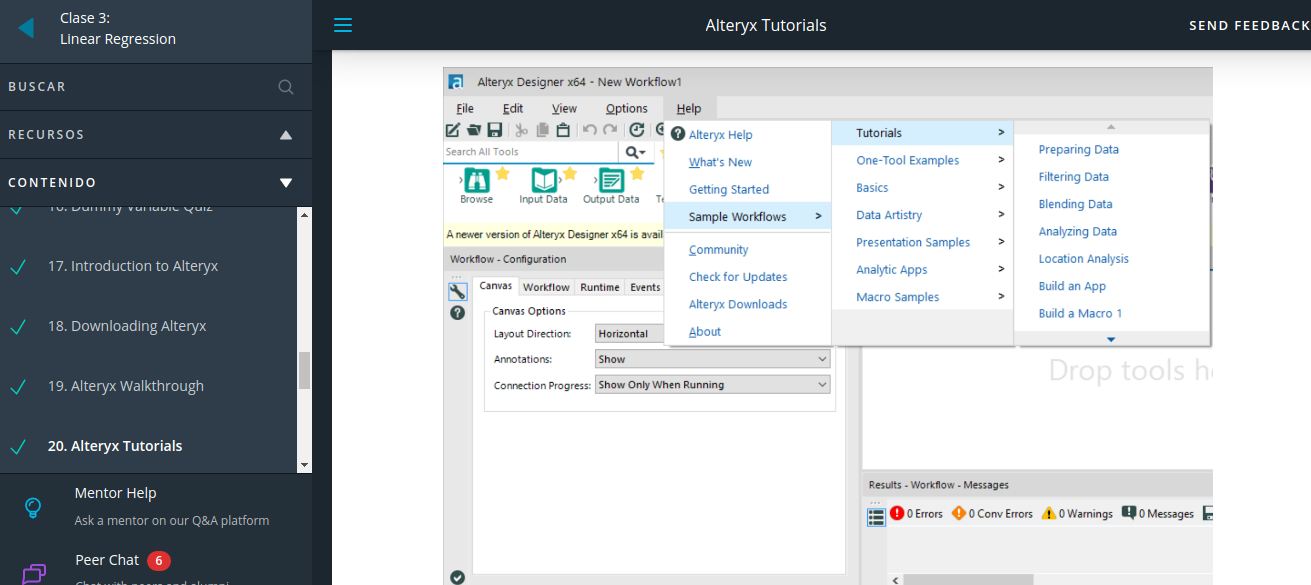 Clase 3:
Linear Regression
BUSCAR
RECURSOS
CONTENIDO
16. Dummy Variable Quiz
17. Introduction to Alteryx
18. Downloading Alteryx
19. Alteryx Walkthrough
20. Alteryx Tutorials
Mentor Help
Ask a mentor on our Q&A platform
Peer Chat 6
Chat with peers and alumni
Alteryx Tutorials
SEND FEEDBACK
Alteryx Designer x64 - New Workflow1
File Edit View Options Help
Search All Tools
Browse Input Data Output Data
A newer version of Alteryx Designer x64 is avail
Workflow - Configuration
Canvas Workflow Runtime Events
Canvas Options
Layout Direction: Horizontal
Annotations: Show
Connection Progress: Show Only When Running
Alteryx Help
What's New
Getting Started
Sample Workflows >
Community
Check for Updates
Alteryx Downloads
About
Tutorials >
One-Tool Examples >
Basics >
Data Artistry >
Presentation Samples >
Analytic Apps >
Macro Samples >
Preparing Data
Filtering Data
Blending Data
Analyzing Data
Location Analysis
Build an App
Build a Macro 1
Drop tools he
Results - Workflow - Messages
0 Errors 0 Conv Errors 0 Warnings 0 Messages